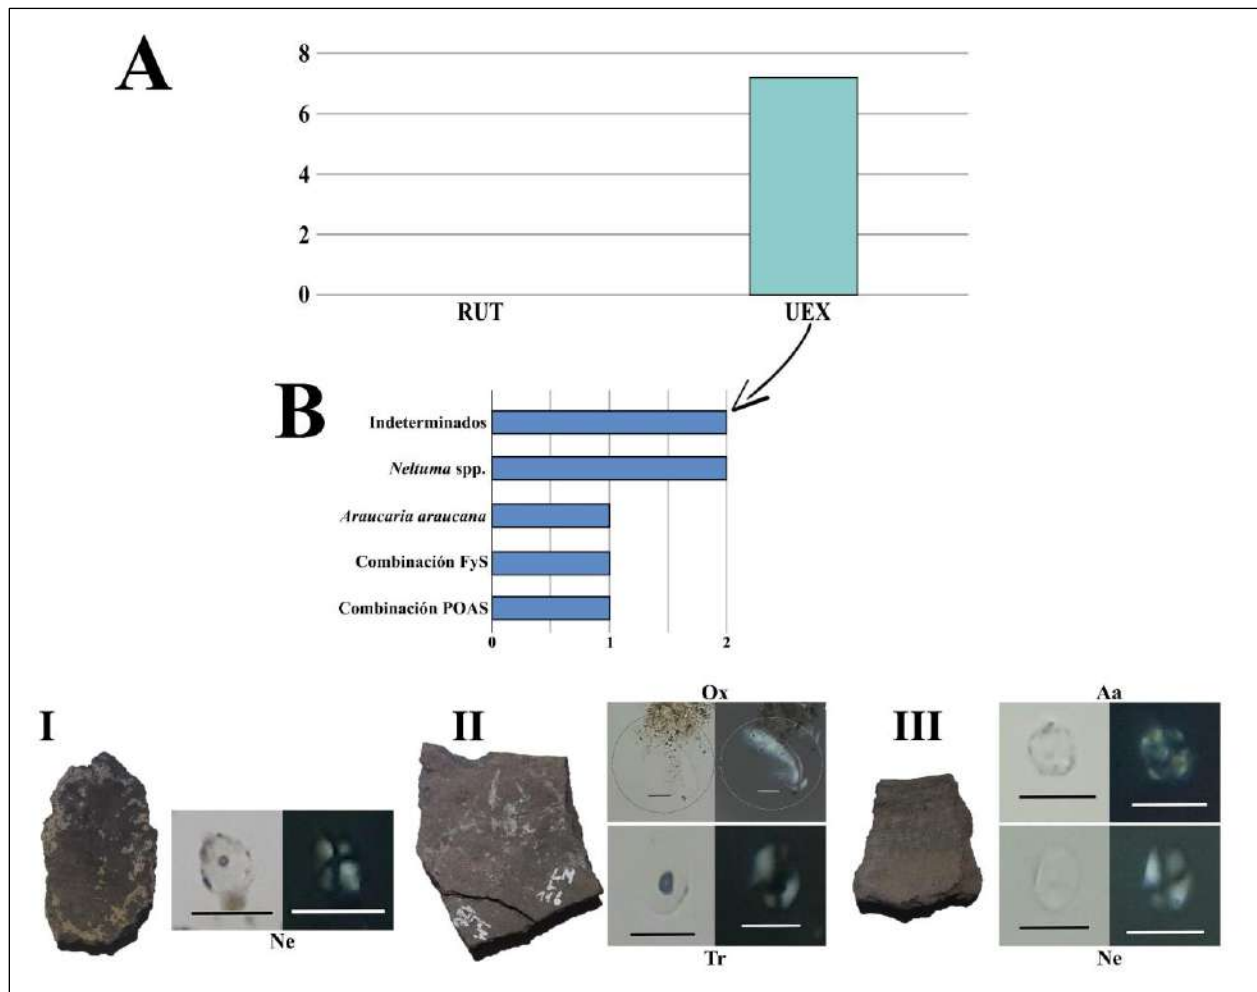 A
8
6
4
2
0
RUT
UEX
B
Indeterminados
Neltuma spp.
Araucaria araucana
Combinación FyS
Combinación POAS
0
1
2
I
Ne
II
Ox
Tr
III
Aa
Ne